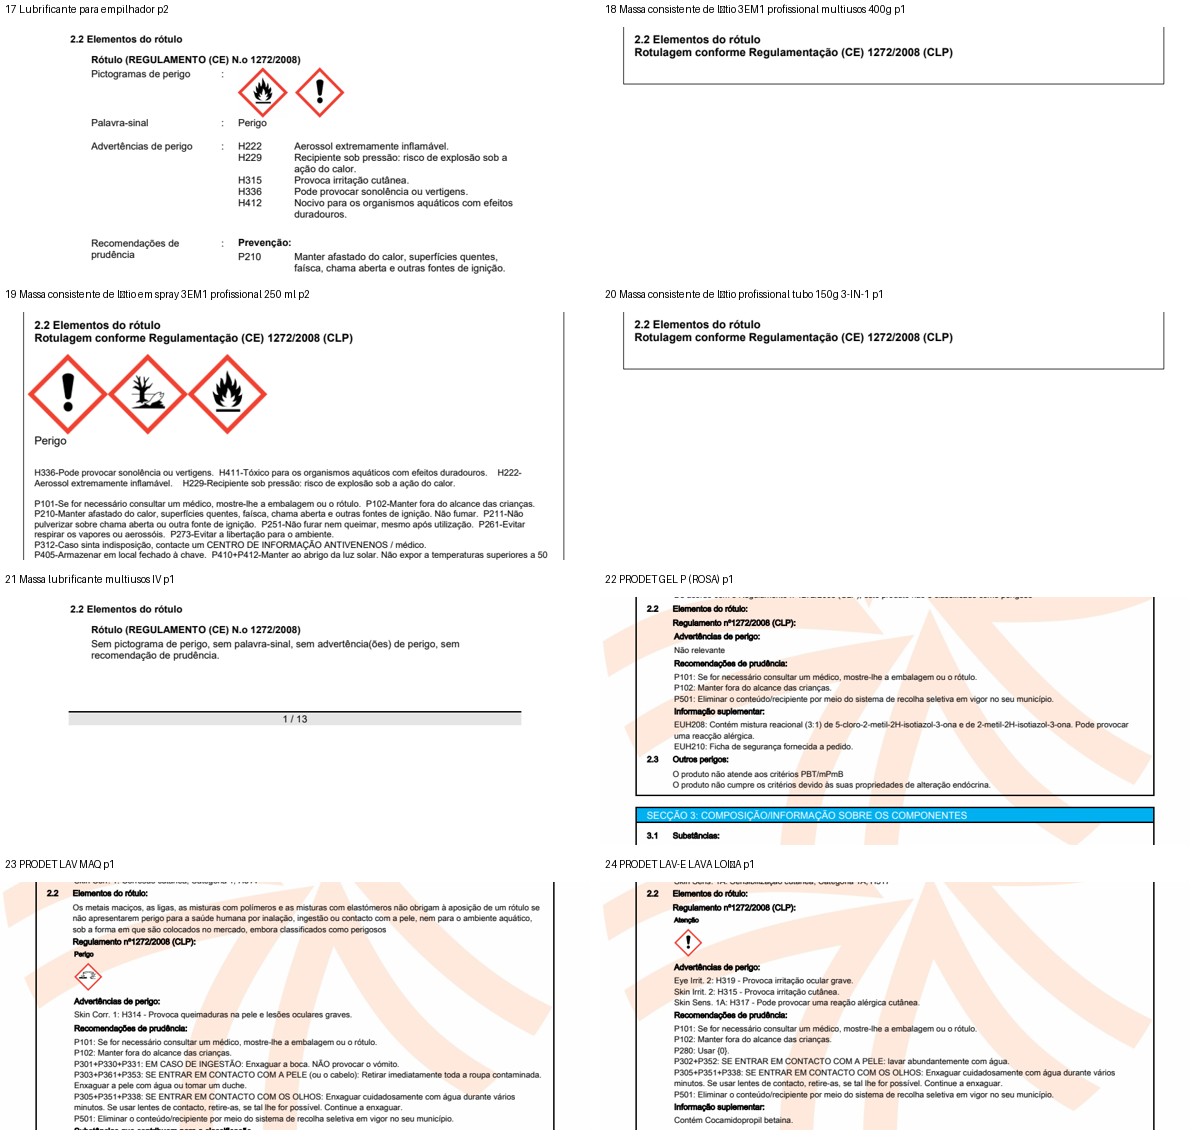 17 Lubrificante para empilhador p2
2.2 Elementos do rótulo
Rótulo (REGULAMENTO (CE) N.o 1272/2008)
Pictogramas de perigo :
Palavra-sinal : Perigo
Advertências de perigo : H222 Aerossol extremamente inflamável.
H229 Recipiente sob pressão: risco de explosão sob a
ação do calor.
H315 Provoca irritação cutânea.
H336 Pode provocar sonolência ou vertigens.
H412 Nocivo para os organismos aquáticos com efeitos
duradouros.
Recomendações de
prudência : Prevenção:
P210 Manter afastado do calor, superfícies quentes,
faísca, chama aberta e outras fontes de ignição.
18 Massa consistente de l▯tio 3EM1 profissional multiusos 400g p1
2.2 Elementos do rótulo
Rotulagem conforme Regulamentação (CE) 1272/2008 (CLP)
19 Massa consistente de l▯tio em spray 3EM1 profissional 250 ml p2
2.2 Elementos do rótulo
Rotulagem conforme Regulamentação (CE) 1272/2008 (CLP)
Perigo
H336-Pode provocar sonolência ou vertigens. H411-Tóxico para os organismos aquáticos com efeitos duradouros. H222-
Aerossol extremamente inflamável. H229-Recipiente sob pressão: risco de explosão sob a ação do calor.
P101-Se for necessário consultar um médico, mostre-lhe a embalagem ou o rótulo. P102-Manter fora do alcance das crianças.
P210-Manter afastado do calor, superfícies quentes, faísca, chama aberta e outras fontes de ignição. Não fumar. P211-Não
pulverizar sobre chama aberta ou outra fonte de ignição. P251-Não furar nem queimar, mesmo após utilização. P261-Evitar
respirar os vapores ou aerossóis. P273-Evitar a libertação para o ambiente.
P312-Caso sinta indisposição, contacte um CENTRO DE INFORMAÇÃO ANTIVENENOS / médico.
P405-Armazenar em local fechado à chave. P410+P412-Manter ao abrigo da luz solar. Não expor a temperaturas superiores a 50
20 Massa consistente de l▯tio profissional tubo 150g 3-IN-1 p1
2.2 Elementos do rótulo
Rotulagem conforme Regulamentação (CE) 1272/2008 (CLP)
21 Massa lubrificante multiusos IV p1
2.2 Elementos do rótulo
Rótulo (REGULAMENTO (CE) N.o 1272/2008)
Sem pictograma de perigo, sem palavra-sinal, sem advertência(ões) de perigo, sem
recomendação de prudência.
1 / 13
22 PRODET GEL P (ROSA) p1
2.2 Elementos do rótulo:
Regulamento nº1272/2008 (CLP):
Advertências de perigo:
Não relevante
Recomendações de prudência:
P101: Se for necessário consultar um médico, mostre-lhe a embalagem ou o rótulo.
P102: Manter fora do alcance das crianças.
P501: Eliminar o conteúdo/recipiente por meio do sistema de recolha seletiva em vigor no seu município.
Informação suplementar:
EUH208: Contém mistura reacional (3:1) de 5-cloro-2-metil-2H-isotiazol-3-ona e de 2-metil-2H-isotiazol-3-ona. Pode provocar
uma reacção alérgica.
EUH210: Ficha de segurança fornecida a pedido.
2.3 Outros perigos:
O produto não atende aos critérios PBT/mPmB
O produto não cumpre os critérios devido às suas propriedades de alteração endócrina.
SECÇÃO 3: COMPOSIÇÃO/INFORMAÇÃO SOBRE OS COMPONENTES
3.1 Substâncias:
23 PRODET LAV MAQ p1
2.2 Elementos do rótulo:
Os metais maciços, as ligas, as misturas com polímeros e as misturas com elastómeros não obrigam à aposição de um rótulo se
não apresentarem perigo para a saúde humana por inalação, ingestão ou contacto com a pele, nem para o ambiente aquático,
sob a forma em que são colocados no mercado, embora classificados como perigosos
Regulamento nº1272/2008 (CLP):
Perigo
Advertências de perigo:
Skin Corr. 1: H314 - Provoca queimaduras na pele e lesões oculares graves.
Recomendações de prudência:
P101: Se for necessário consultar um médico, mostre-lhe a embalagem ou o rótulo.
P102: Manter fora do alcance das crianças.
P301+P330+P331: EM CASO DE INGESTÃO: Enxaguar a boca. NÃO provocar o vómito.
P303+P361+P353: SE ENTRAR EM CONTACTO COM A PELE (ou o cabelo): Retirar imediatamente toda a roupa contaminada.
Enxaguar a pele com água ou tomar um duche.
P305+P351+P338: SE ENTRAR EM CONTACTO COM OS OLHOS: Enxaguar cuidadosamente com água durante vários
minutos. Se usar lentes de contacto, retire-as, se tal lhe for possível. Continue a enxaguar.
P501: Eliminar o conteúdo/recipiente por meio do sistema de recolha seletiva em vigor no seu município.
24 PRODET LAV-E LAVA LOI▯A p1
2.2 Elementos do rótulo:
Regulamento nº1272/2008 (CLP):
Atenção
Advertências de perigo:
Eye Irrit. 2: H319 - Provoca irritação ocular grave.
Skin Irrit. 2: H315 - Provoca irritação cutânea.
Skin Sens. 1A: H317 - Pode provocar uma reação alérgica cutânea.
Recomendações de prudência:
P101: Se for necessário consultar um médico, mostre-lhe a embalagem ou o rótulo.
P102: Manter fora do alcance das crianças.
P280: Usar {0}.
P302+P352: SE ENTRAR EM CONTACTO COM A PELE: lavar abundantemente com água.
P305+P351+P338: SE ENTRAR EM CONTACTO COM OS OLHOS: Enxaguar cuidadosamente com água durante vários
minutos. Se usar lentes de contacto, retire-as, se tal lhe for possível. Continue a enxaguar.
P501: Eliminar o conteúdo/recipiente por meio do sistema de recolha seletiva em vigor no seu município.
Informação suplementar:
Contém Cocamidopropil betaina.